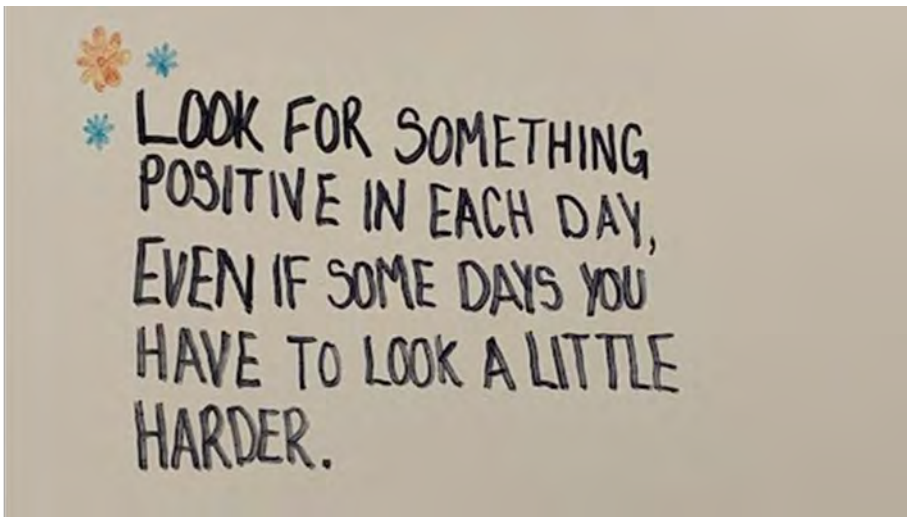 LOOK FOR SOMETHING
POSITIVE IN EACH DAY,
EVEN IF SOME DAYS YOU
HAVE TO LOOK A LITTLE
HARDER.